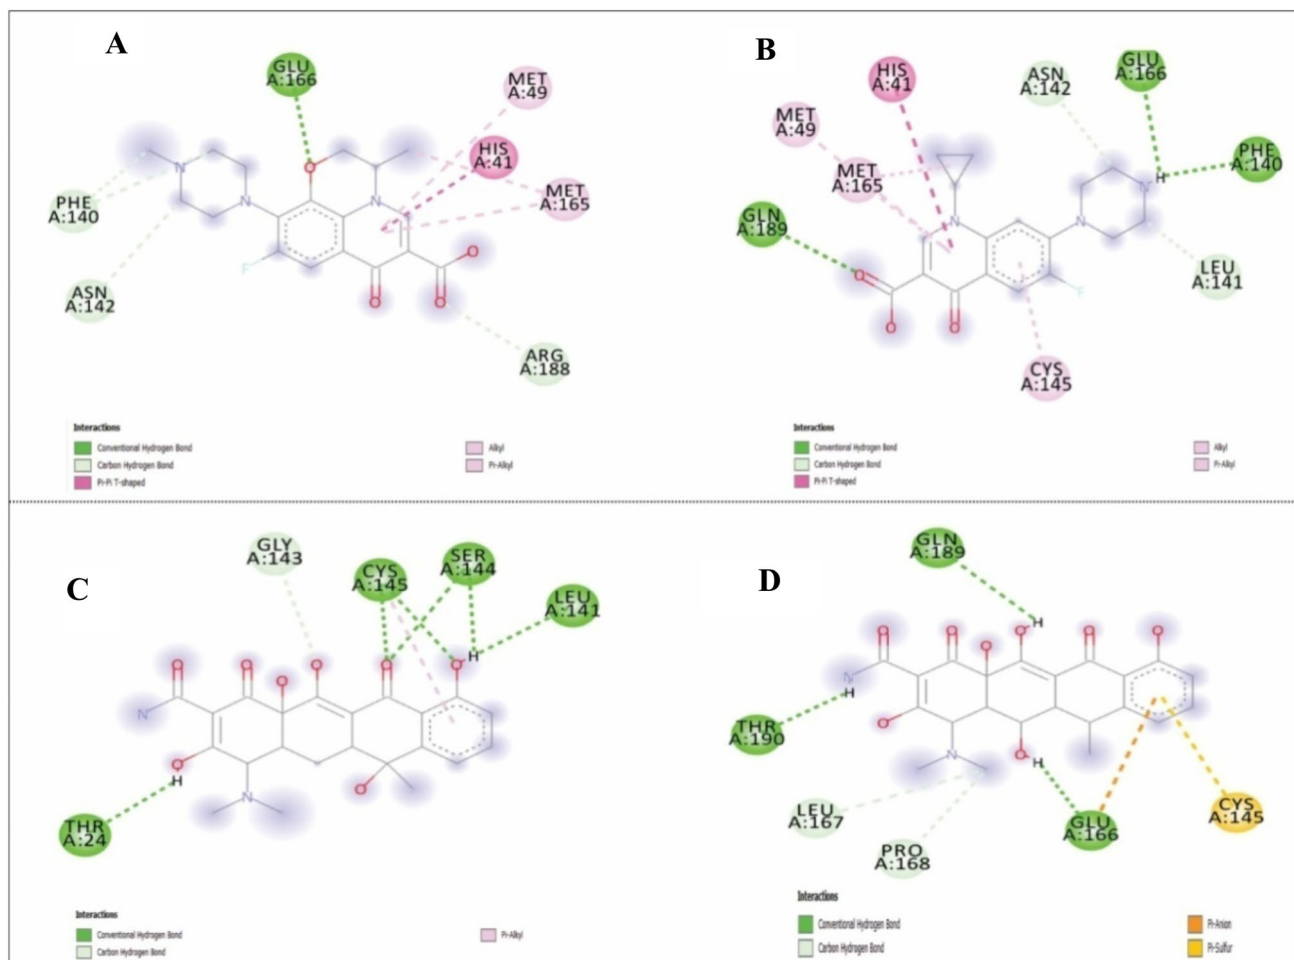 A
GLU
A:166
MET
A:49
HIS
A:41
MET
A:165
PHE
A:140
N
O
N
N
F
O
O
O
ASN
A:142
ARG
A:188
Interactions
Conventional Hydrogen Bond
Carbon Hydrogen Bond
Pi-Pi T-shaped
Alkyl
Pi-Alkyl
B
HIS
A:41
ASN
A:142
GLU
A:166
MET
A:49
MET
A:165
PHE
A:140
GLN
A:189
H
N
N
N
O
F
O
O
LEU
A:141
CYS
A:145
Interactions
Conventional Hydrogen Bond
Carbon Hydrogen Bond
Pi-Pi T-shaped
Alkyl
Pi-Alkyl
C
GLY
A:143
CYS
A:145
SER
A:144
LEU
A:141
O
O
O
O
O
O
H
N
O
H
N
O
THR
A:24
Interactions
Conventional Hydrogen Bond
Carbon Hydrogen Bond
Pi-Alkyl
D
GLN
A:189
O
O
O
O
H
O
O
N
H
O
N
O
H
THR
A:190
LEU
A:167
PRO
A:168
GLU
A:166
CYS
A:145
Interactions
Conventional Hydrogen Bond
Carbon Hydrogen Bond
Pi-Anion
Pi-Sulfur